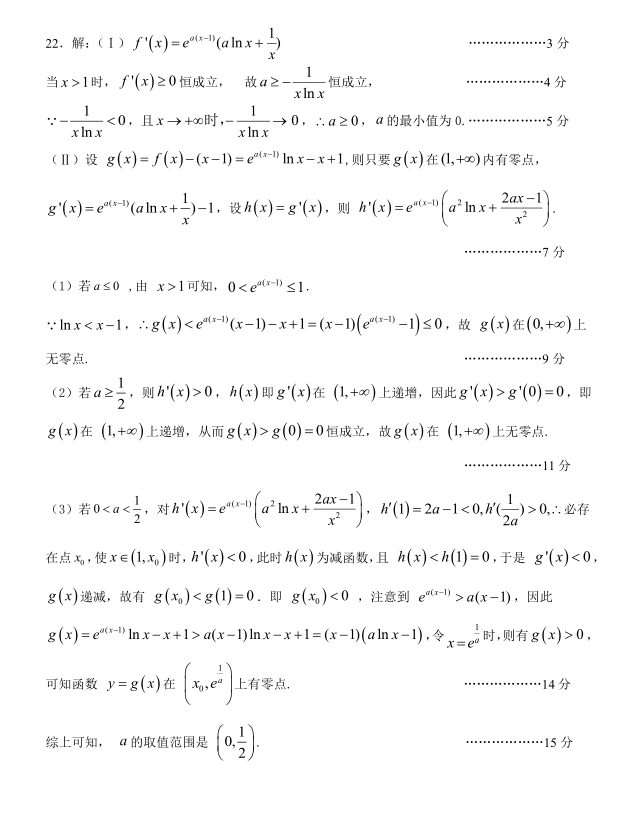 22．解：（Ⅰ）f '(x) = e^{a(x−1)}(a ln x + 1/x) ………………3 分
当 x > 1 时，f '(x) ≥ 0 恒成立， 故 a ≥ −1/(x ln x) 恒成立， ………………4 分
∵ −1/(x ln x) < 0，且 x → +∞时，−1/(x ln x) → 0，∴ a ≥ 0，a 的最小值为 0. ………………5 分
（Ⅱ）设 g(x) = f(x) − (x−1) = e^{a(x−1)} ln x − x + 1,则只要 g(x) 在 (1,+∞) 内有零点，
g '(x) = e^{a(x−1)}(a ln x + 1/x) − 1，设 h(x) = g '(x)，则 h '(x) = e^{a(x−1)}(a² ln x + (2ax−1)/x²).
………………7 分
（1）若 a ≤ 0 ，由 x > 1 可知，0 < e^{a(x−1)} ≤ 1.
∵ ln x < x − 1，∴ g(x) < e^{a(x−1)}(x−1) − x + 1 = (x−1)(e^{a(x−1)} − 1) ≤ 0，故 g(x) 在 (0,+∞) 上
无零点. ………………9 分
（2）若 a ≥ 1/2，则 h '(x) > 0，h(x) 即 g '(x) 在 (1,+∞) 上递增，因此 g '(x) > g '(0) = 0，即
g(x) 在 (1,+∞) 上递增，从而 g(x) > g(0) = 0 恒成立，故 g(x) 在 (1,+∞) 上无零点.
………………11 分
（3）若 0 < a < 1/2，对 h '(x) = e^{a(x−1)}(a² ln x + (2ax−1)/x²)，h′(1) = 2a − 1 < 0, h′(1/2a) > 0, ∴ 必存
在点 x₀，使 x ∈ (1, x₀) 时，h '(x) < 0，此时 h(x) 为减函数，且 h(x) < h(1) = 0，于是 g '(x) < 0，
g(x) 递减，故有 g(x₀) < g(1) = 0．即 g(x₀) < 0 ，注意到 e^{a(x−1)} > a(x−1)，因此
g(x) = e^{a(x−1)} ln x − x + 1 > a(x−1) ln x − x + 1 = (x−1)(a ln x − 1)，令 x = e^{1/a} 时，则有 g(x) > 0，
可知函数 y = g(x) 在 (x₀, e^{1/a}) 上有零点. ………………14 分
综上可知， a 的取值范围是 (0, 1/2). ………………15 分